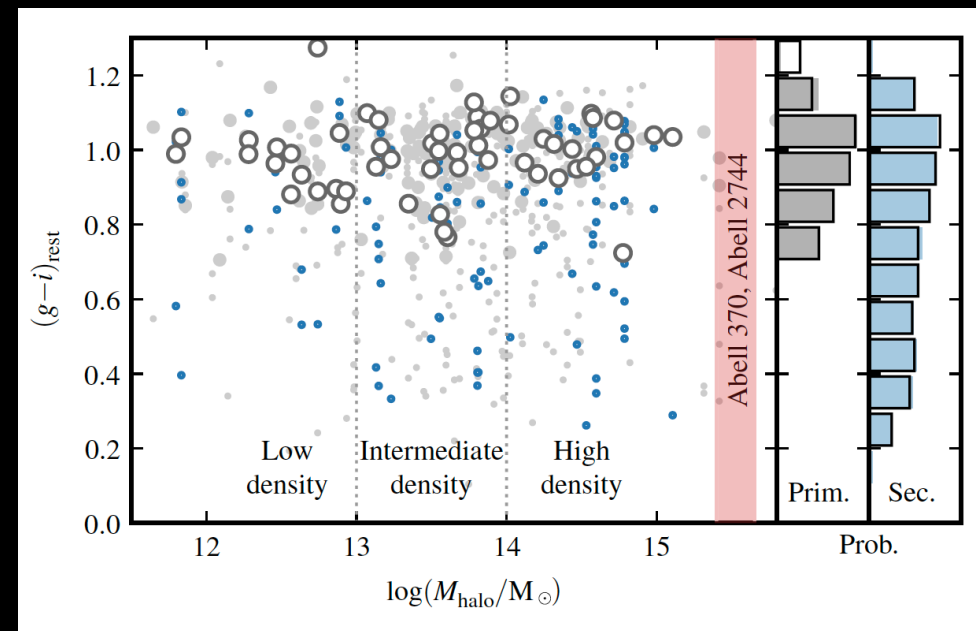 1.2
1.0
0.8
0.6
0.4
0.2
0.0
(g−i)rest
Low
density
Intermediate
density
High
density
Abell 370, Abell 2744
Prim.
Sec.
12
13
14
15
Prob.
log(Mhalo/M⊙)